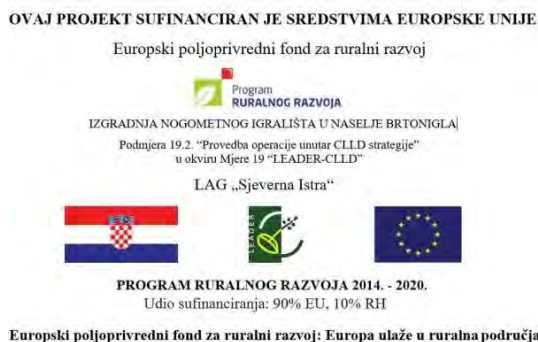 OVAJ PROJEKT SUFINANCIRAN JE SREDSTVIMA EUROPSKE UNIJE
Europski poljoprivredni fond za ruralni razvoj
Program
RURALNOG RAZVOJA
IZGRADNJA NOGOMETNOG IGRALIŠTA U NASELJE BRTONIGLA
Podmjera 19.2. “Provedba operacije unutar CLLD strategije”
u okviru Mjere 19 “LEADER-CLLD”
LAG „Sjeverna Istra“
LEADER
PROGRAM RURALNOG RAZVOJA 2014. - 2020.
Udio sufinanciranja: 90% EU, 10% RH
Europski poljoprivredni fond za ruralni razvoj: Europa ulaže u ruralna područja